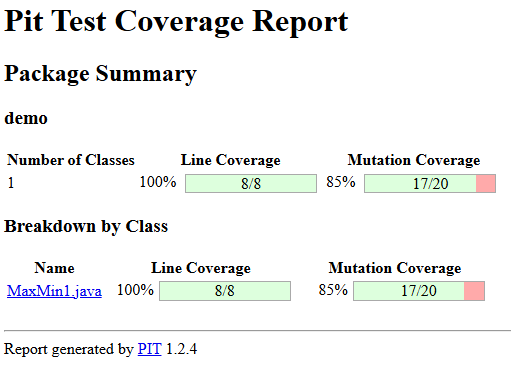 Pit Test Coverage Report
Package Summary
demo
Number of Classes Line Coverage Mutation Coverage
1 100% 8/8 85% 17/20
Breakdown by Class
Name Line Coverage Mutation Coverage
MaxMin1.java 100% 8/8 85% 17/20
Report generated by PIT 1.2.4